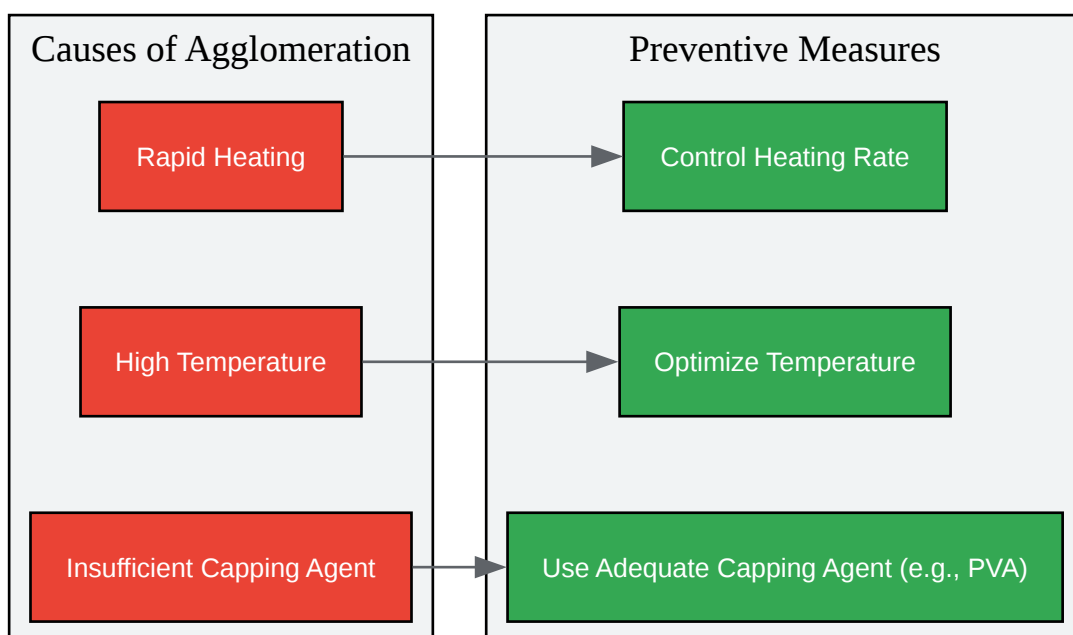 Causes of Agglomeration
Preventive Measures
Rapid Heating
Control Heating Rate
High Temperature
Optimize Temperature
Insufficient Capping Agent
Use Adequate Capping Agent (e.g., PVA)